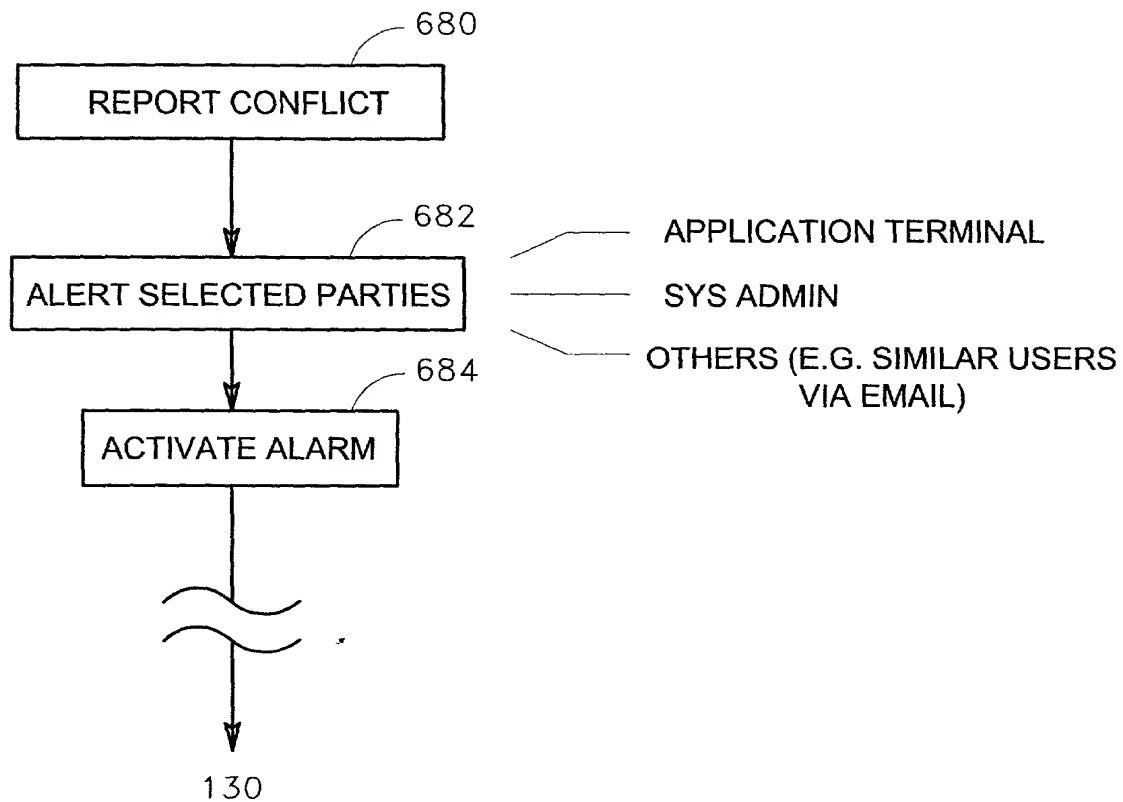 680
REPORT CONFLICT
682
ALERT SELECTED PARTIES
APPLICATION TERMINAL
SYS ADMIN
OTHERS (E.G. SIMILAR USERS
VIA EMAIL)
684
ACTIVATE ALARM
130